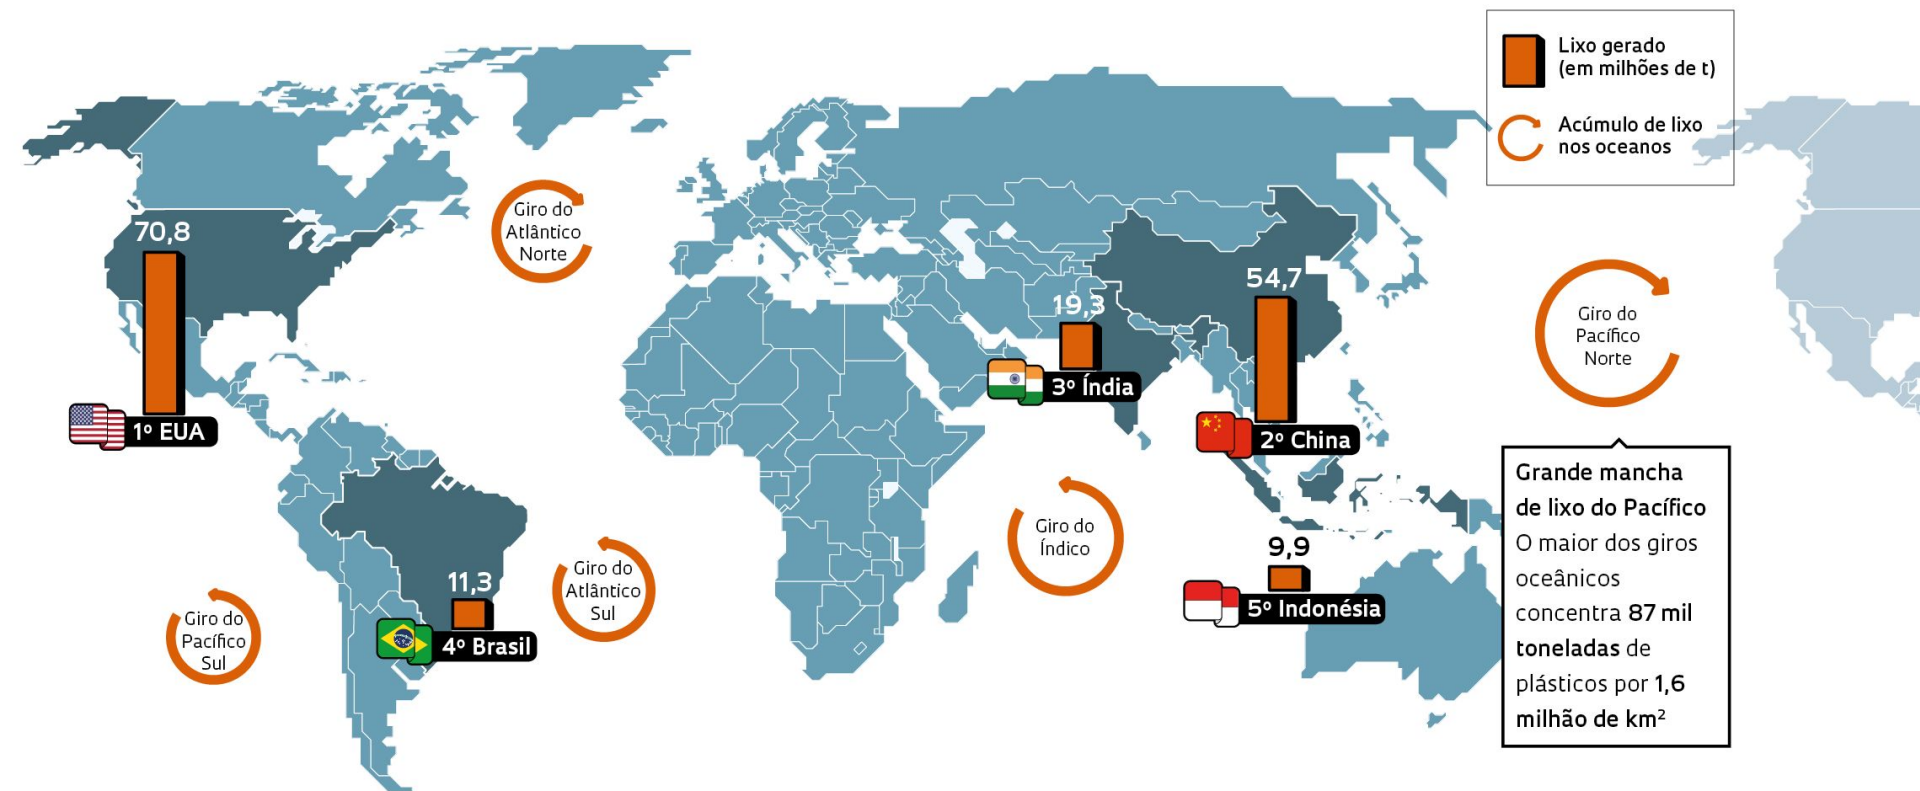 Lixo gerado
(em milhões de t)
Acúmulo de lixo
nos oceanos
Giro do
Atlântico
Norte
70,8
1º EUA
19,3
3º Índia
54,7
2º China
Giro do
Pacífico
Norte
Grande mancha
de lixo do Pacífico
O maior dos giros
oceânicos
concentra 87 mil
toneladas de
plásticos por 1,6
milhão de km²
Giro do
Índico
9,9
5º Indonésia
11,3
4º Brasil
Giro do
Atlântico
Sul
Giro do
Pacífico
Sul